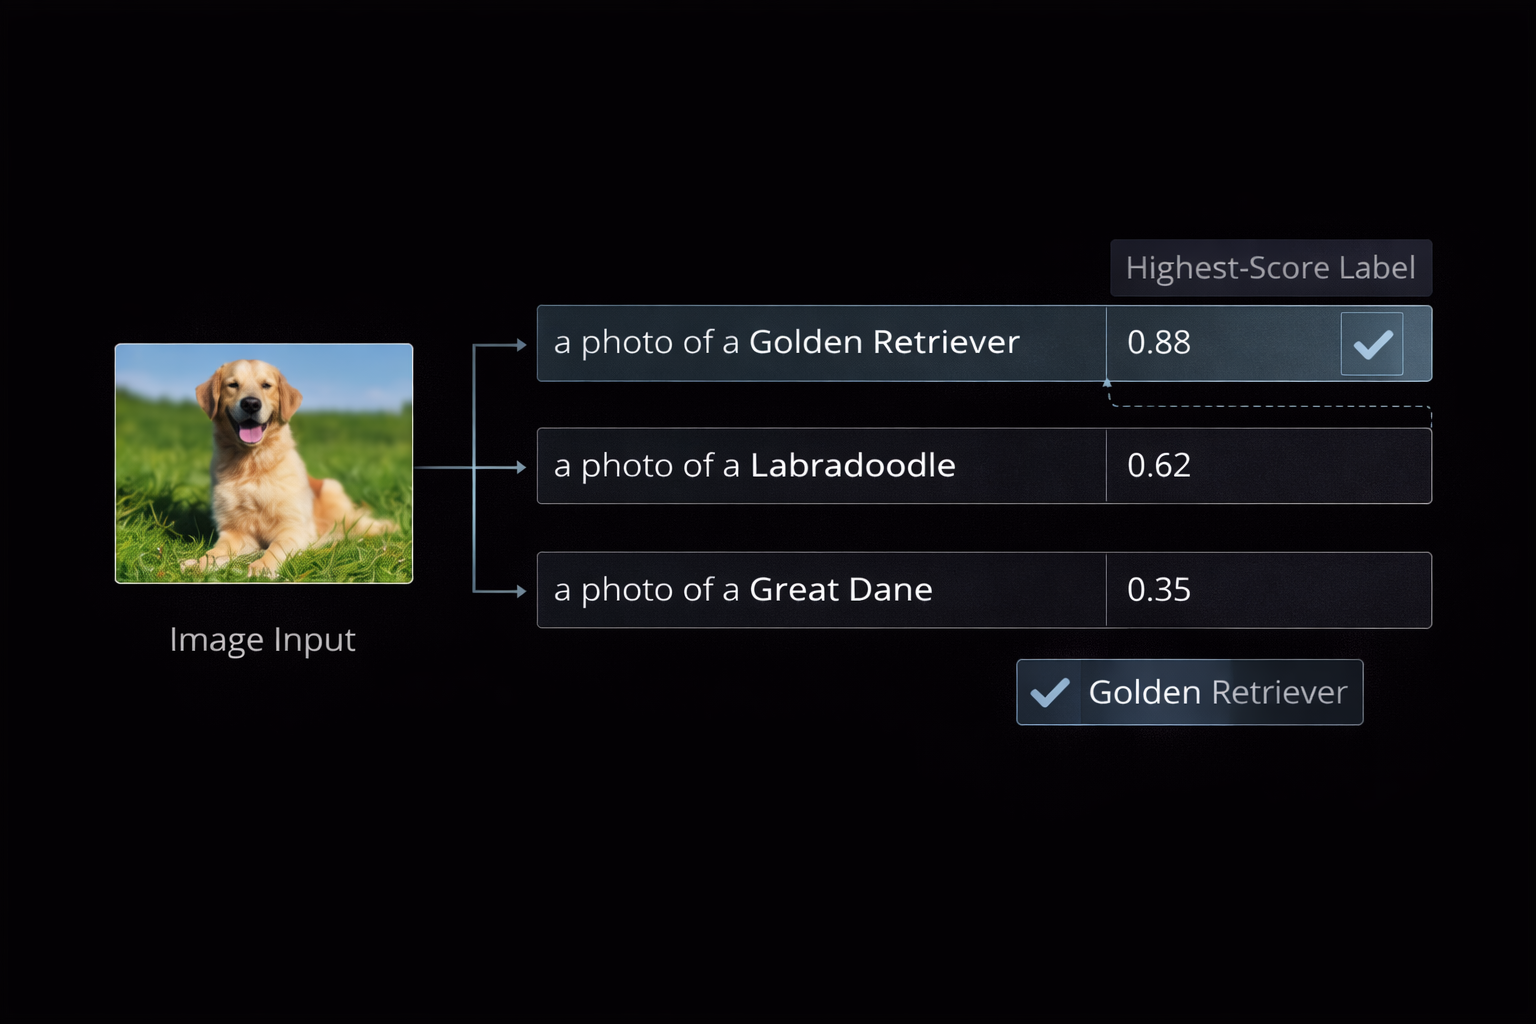 Highest-Score Label
a photo of a Golden Retriever 0.88
a photo of a Labradoodle 0.62
a photo of a Great Dane 0.35
Image Input
Golden Retriever